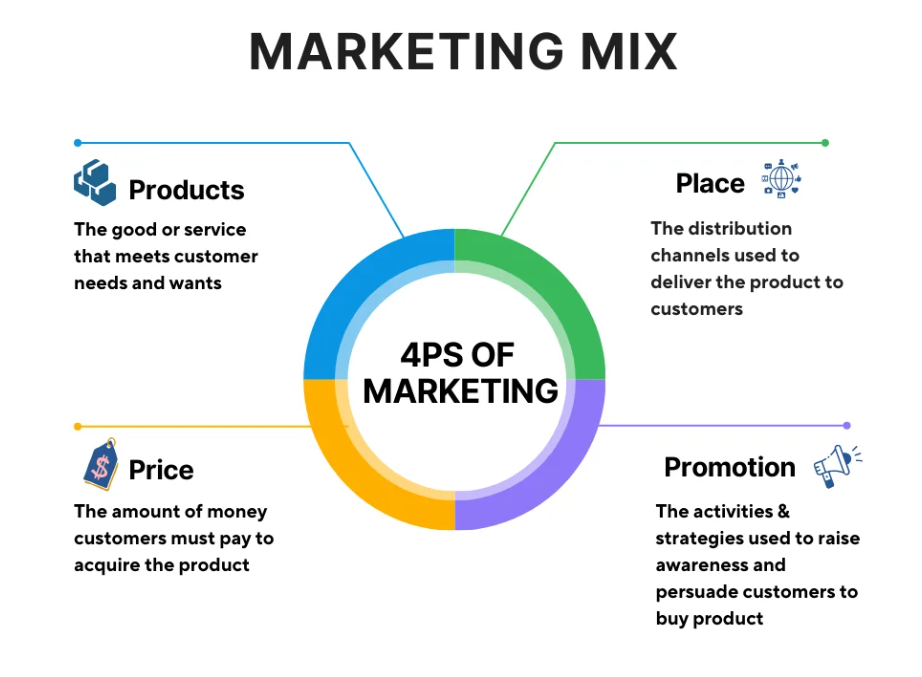 MARKETING MIX
Products
The good or service
that meets customer
needs and wants
Place
The distribution
channels used to
deliver the product to
customers
4PS OF
MARKETING
Price
The amount of money
customers must pay to
acquire the product
Promotion
The activities &
strategies used to raise
awareness and
persuade customers to
buy product
$